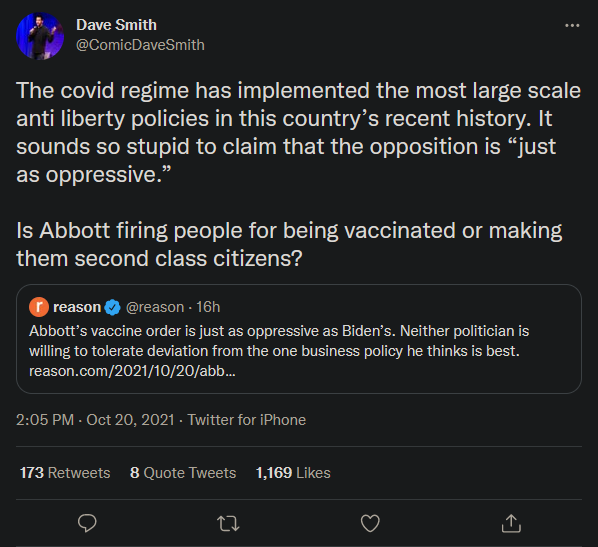 Dave Smith
@ComicDaveSmith
The covid regime has implemented the most large scale
anti liberty policies in this country’s recent history. It
sounds so stupid to claim that the opposition is “just
as oppressive.”
Is Abbott firing people for being vaccinated or making
them second class citizens?
r reason @reason · 16h
Abbott’s vaccine order is just as oppressive as Biden’s. Neither politician is
willing to tolerate deviation from the one business policy he thinks is best.
reason.com/2021/10/20/abb…
2:05 PM · Oct 20, 2021 · Twitter for iPhone
173 Retweets 8 Quote Tweets 1,169 Likes